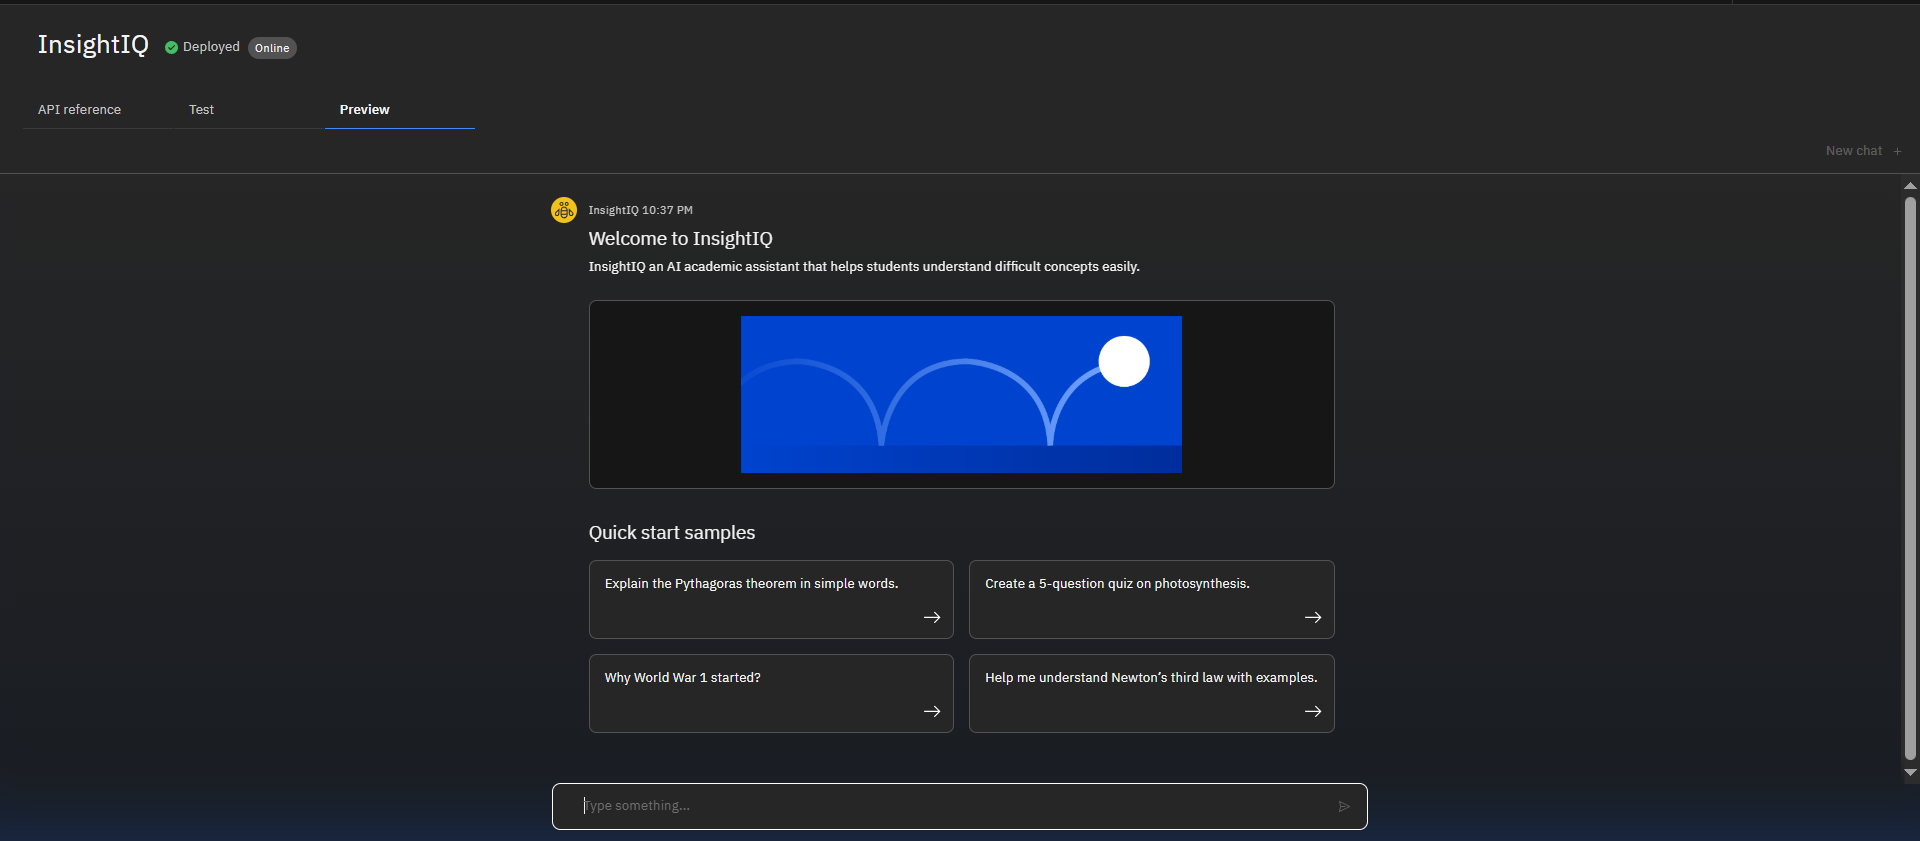 InsightIQ Deployed Online
API reference Test Preview
New chat +
InsightIQ 10:37 PM
Welcome to InsightIQ
InsightIQ an AI academic assistant that helps students understand difficult concepts easily.
Quick start samples
Explain the Pythagoras theorem in simple words.
Create a 5-question quiz on photosynthesis.
Why World War 1 started?
Help me understand Newton’s third law with examples.
Type something...